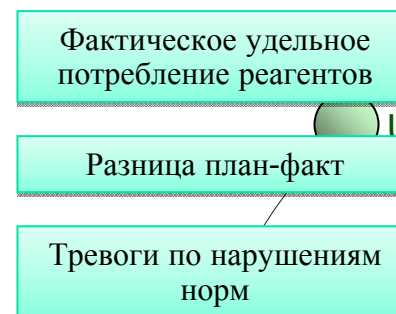 Фактическое удельное
потребление реагентов
Разница план-факт
Тревоги по нарушениям
норм